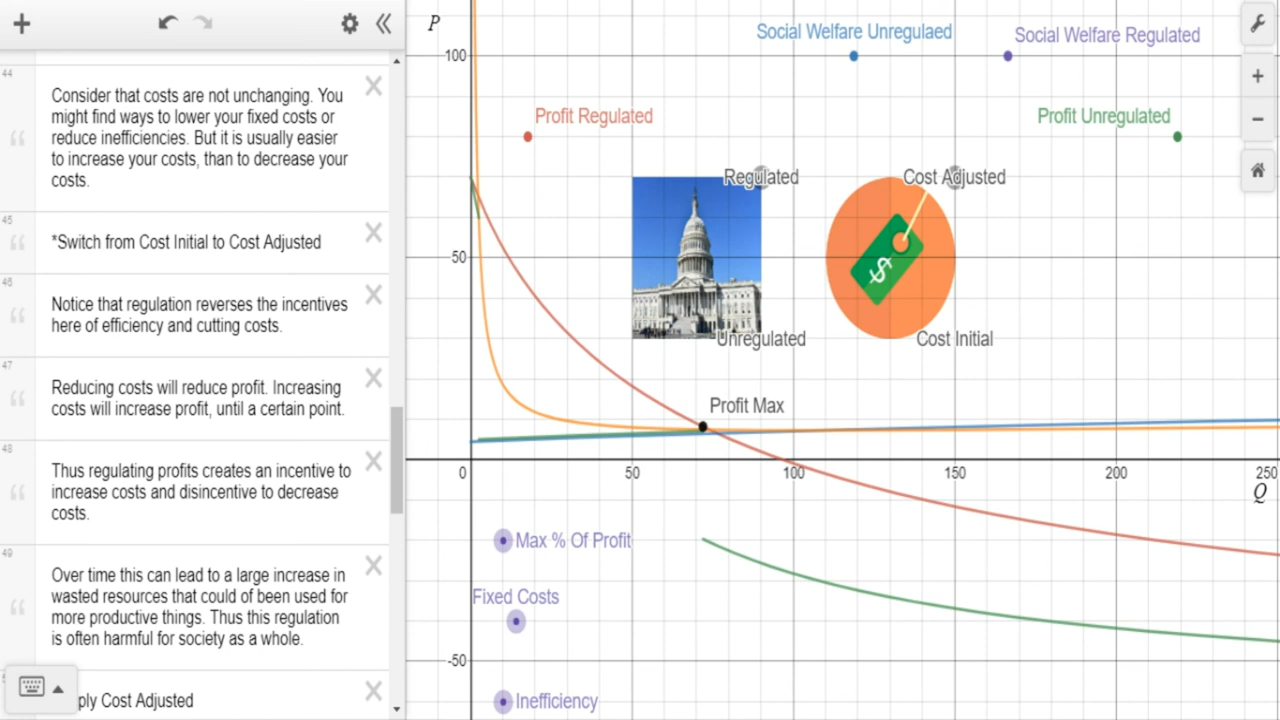 44
Consider that costs are not unchanging. You
might find ways to lower your fixed costs or
reduce inefficiencies. But it is usually easier
to increase your costs, than to decrease your
costs.
45
*Switch from Cost Initial to Cost Adjusted
46
Notice that regulation reverses the incentives
here of efficiency and cutting costs.
47
Reducing costs will reduce profit. Increasing
costs will increase profit, until a certain point.
48
Thus regulating profits creates an incentive to
increase costs and disincentive to decrease
costs.
49
Over time this can lead to a large increase in
wasted resources that could of been used for
more productive things. Thus this regulation
is often harmful for society as a whole.
ply Cost Adjusted
P
100
50
0
50
100
150
200
250
Q
-50
Social Welfare Unregulaed
Social Welfare Regulated
Profit Regulated
Profit Unregulated
Regulated
Cost Adjusted
$
Unregulated
Cost Initial
Profit Max
Max % Of Profit
Fixed Costs
Inefficiency